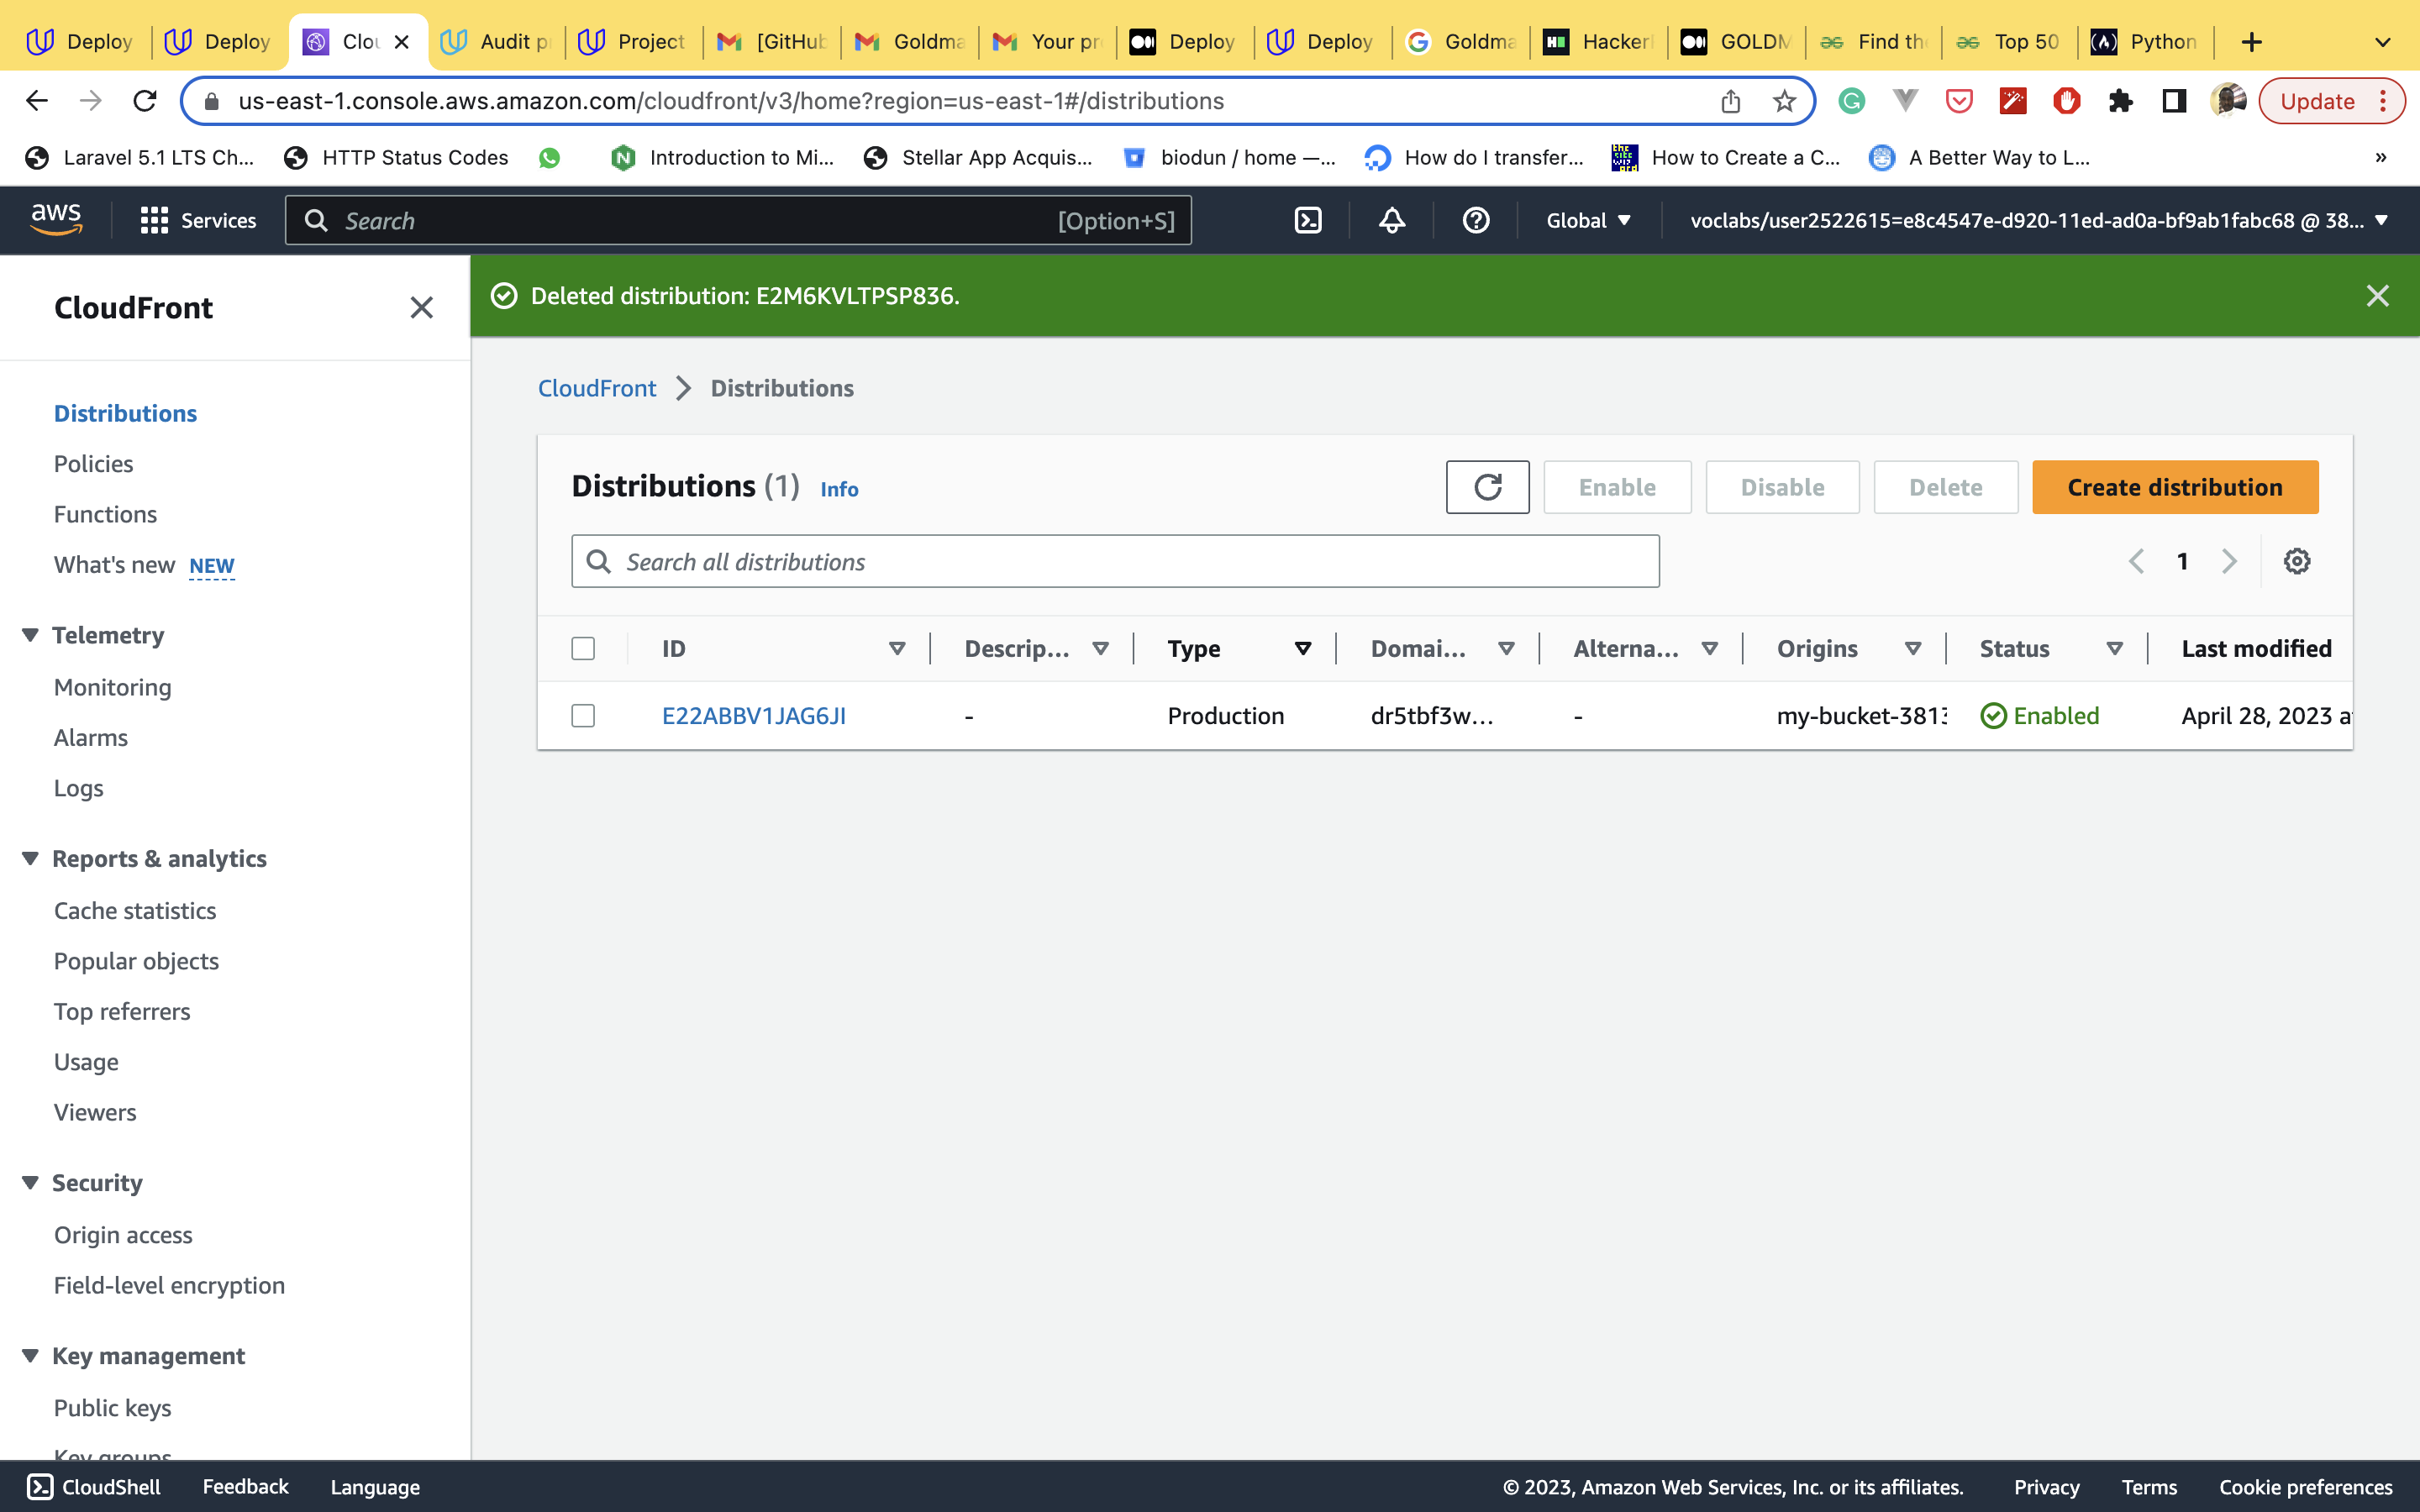 Deploy Deploy Clou Audit p Project [GitHub Goldma Your pr Deploy Deploy Goldma Hacker GOLDM Find th Top 50 Python
us-east-1.console.aws.amazon.com/cloudfront/v3/home?region=us-east-1#/distributions Update
Laravel 5.1 LTS Ch... HTTP Status Codes Introduction to Mi... Stellar App Acquis... biodun / home —... How do I transfer... How to Create a C... A Better Way to L... »
aws Services Search [Option+S] Global voclabs/user2522615=e8c4547e-d920-11ed-ad0a-bf9ab1fabc68 @ 38...
CloudFront
Distributions
Policies
Functions
What's new NEW
Telemetry
Monitoring
Alarms
Logs
Reports & analytics
Cache statistics
Popular objects
Top referrers
Usage
Viewers
Security
Origin access
Field-level encryption
Key management
Public keys
Key groups
Deleted distribution: E2M6KVLTPSP836.
CloudFront Distributions
Distributions (1) Info Enable Disable Delete Create distribution
Search all distributions 1
ID Descrip... Type Domai... Alterna... Origins Status Last modified
E22ABBV1JAG6JI - Production dr5tbf3w... - my-bucket-3813 Enabled April 28, 2023 a
CloudShell Feedback Language © 2023, Amazon Web Services, Inc. or its affiliates. Privacy Terms Cookie preferences